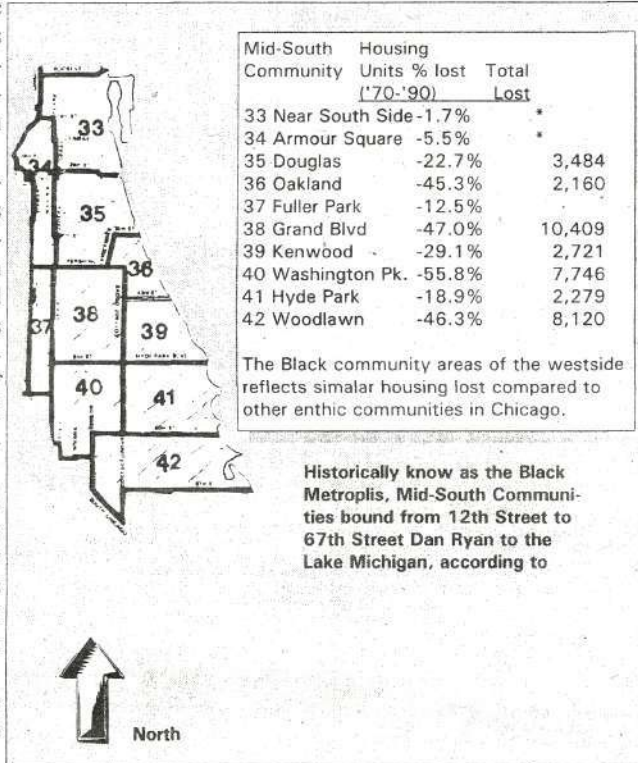 Mid-South Housing
Community Units % lost Total
('70-'90) Lost
33 Near South Side -1.7% *
34 Armour Square -5.5% *
35 Douglas -22.7% 3,484
36 Oakland -45.3% 2,160
37 Fuller Park -12.5%
38 Grand Blvd -47.0% 10,409
39 Kenwood -29.1% 2,721
40 Washington Pk. -55.8% 7,746
41 Hyde Park -18.9% 2,279
42 Woodlawn -46.3% 8,120
The Black community areas of the westside
reflects simalar housing lost compared to
other enthic communities in Chicago.
33
34
35
36
37
38
39
40
41
42
Historically know as the Black
Metroplis, Mid-South Communi-
ties bound from 12th Street to
67th Street Dan Ryan to the
Lake Michigan, according to
North